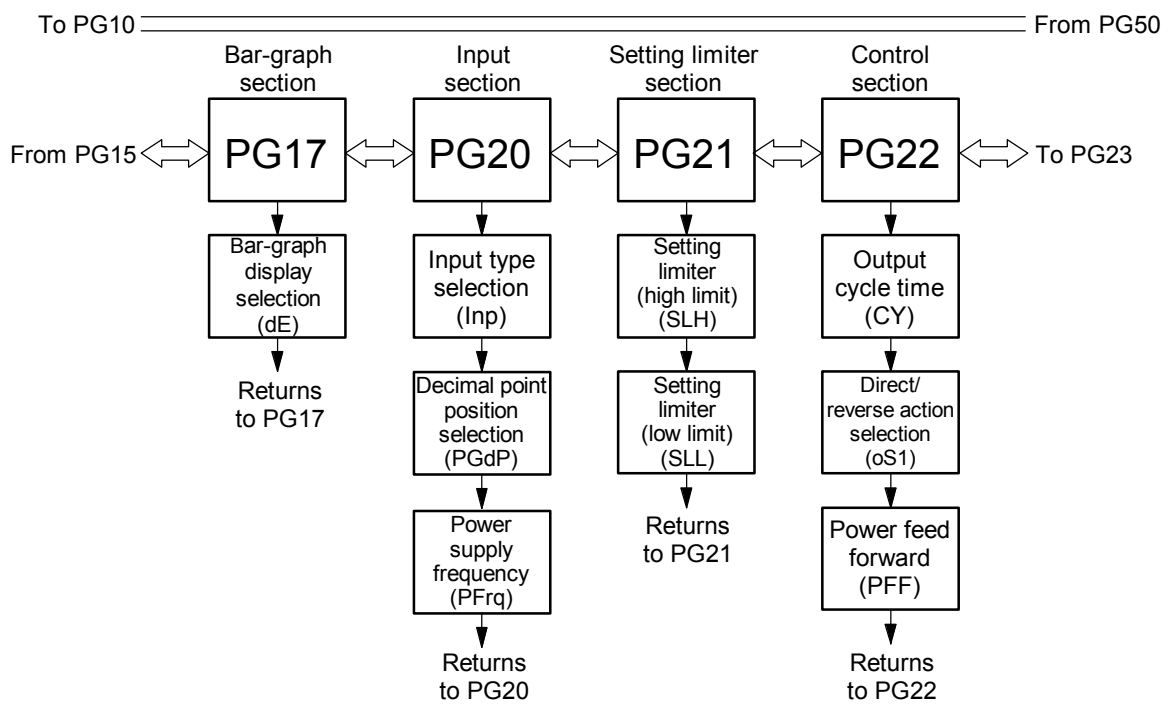 To PG10
From PG50
Bar-graph
section
Input
section
Setting limiter
section
Control
section
From PG15
PG17
PG20
PG21
PG22
To PG23
Bar-graph
display
selection
(dE)
Returns
to PG17
Input type
selection
(Inp)
Decimal point
position
selection
(PGdP)
Power
supply
frequency
(PFrq)
Returns
to PG20
Setting
limiter
(high limit)
(SLH)
Setting
limiter
(low limit)
(SLL)
Returns
to PG21
Output
cycle time
(CY)
Direct/
reverse action
selection
(oS1)
Power feed
forward
(PFF)
Returns
to PG22